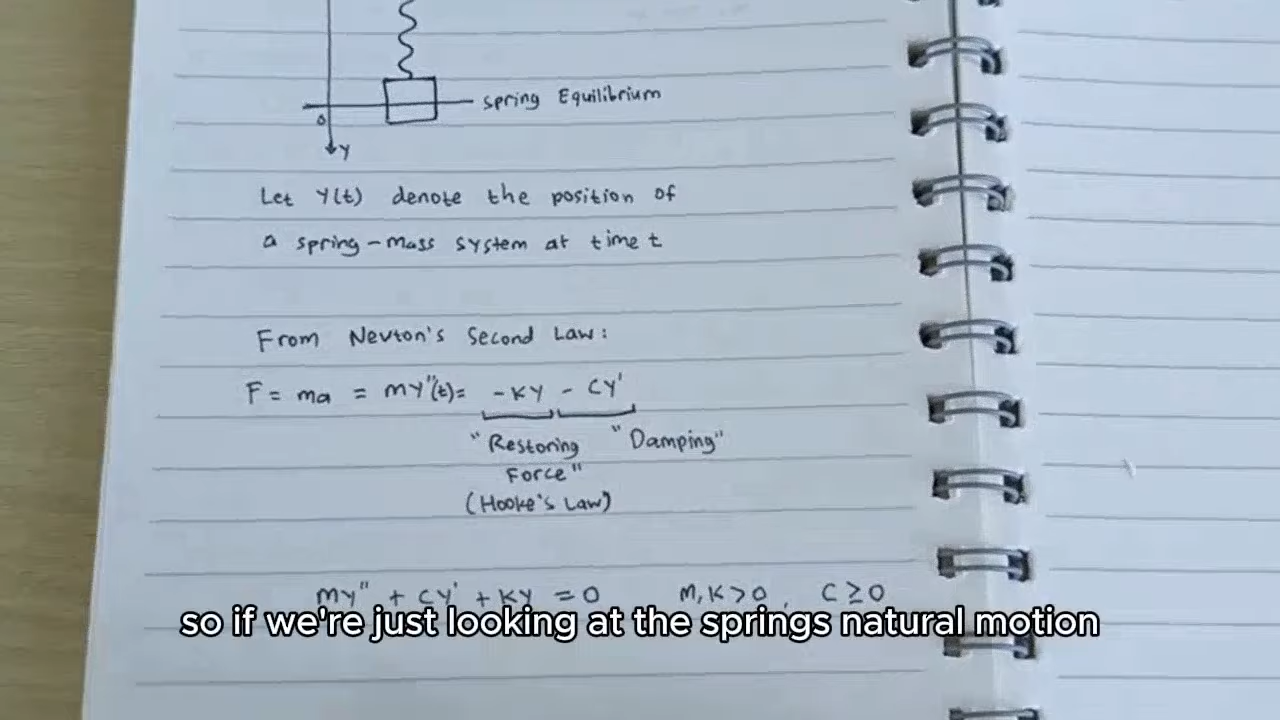 Spring Equilibrium
0
Y
Let Y(t) denote the position of
a spring-mass system at time t
From Newton's Second Law:
F = ma = mY"(t) = -KY - CY'
"Restoring Force" "Damping"
(Hooke's Law)
mY" + CY' + KY = 0 M,K>0, C≥0
so if we're just looking at the springs natural motion